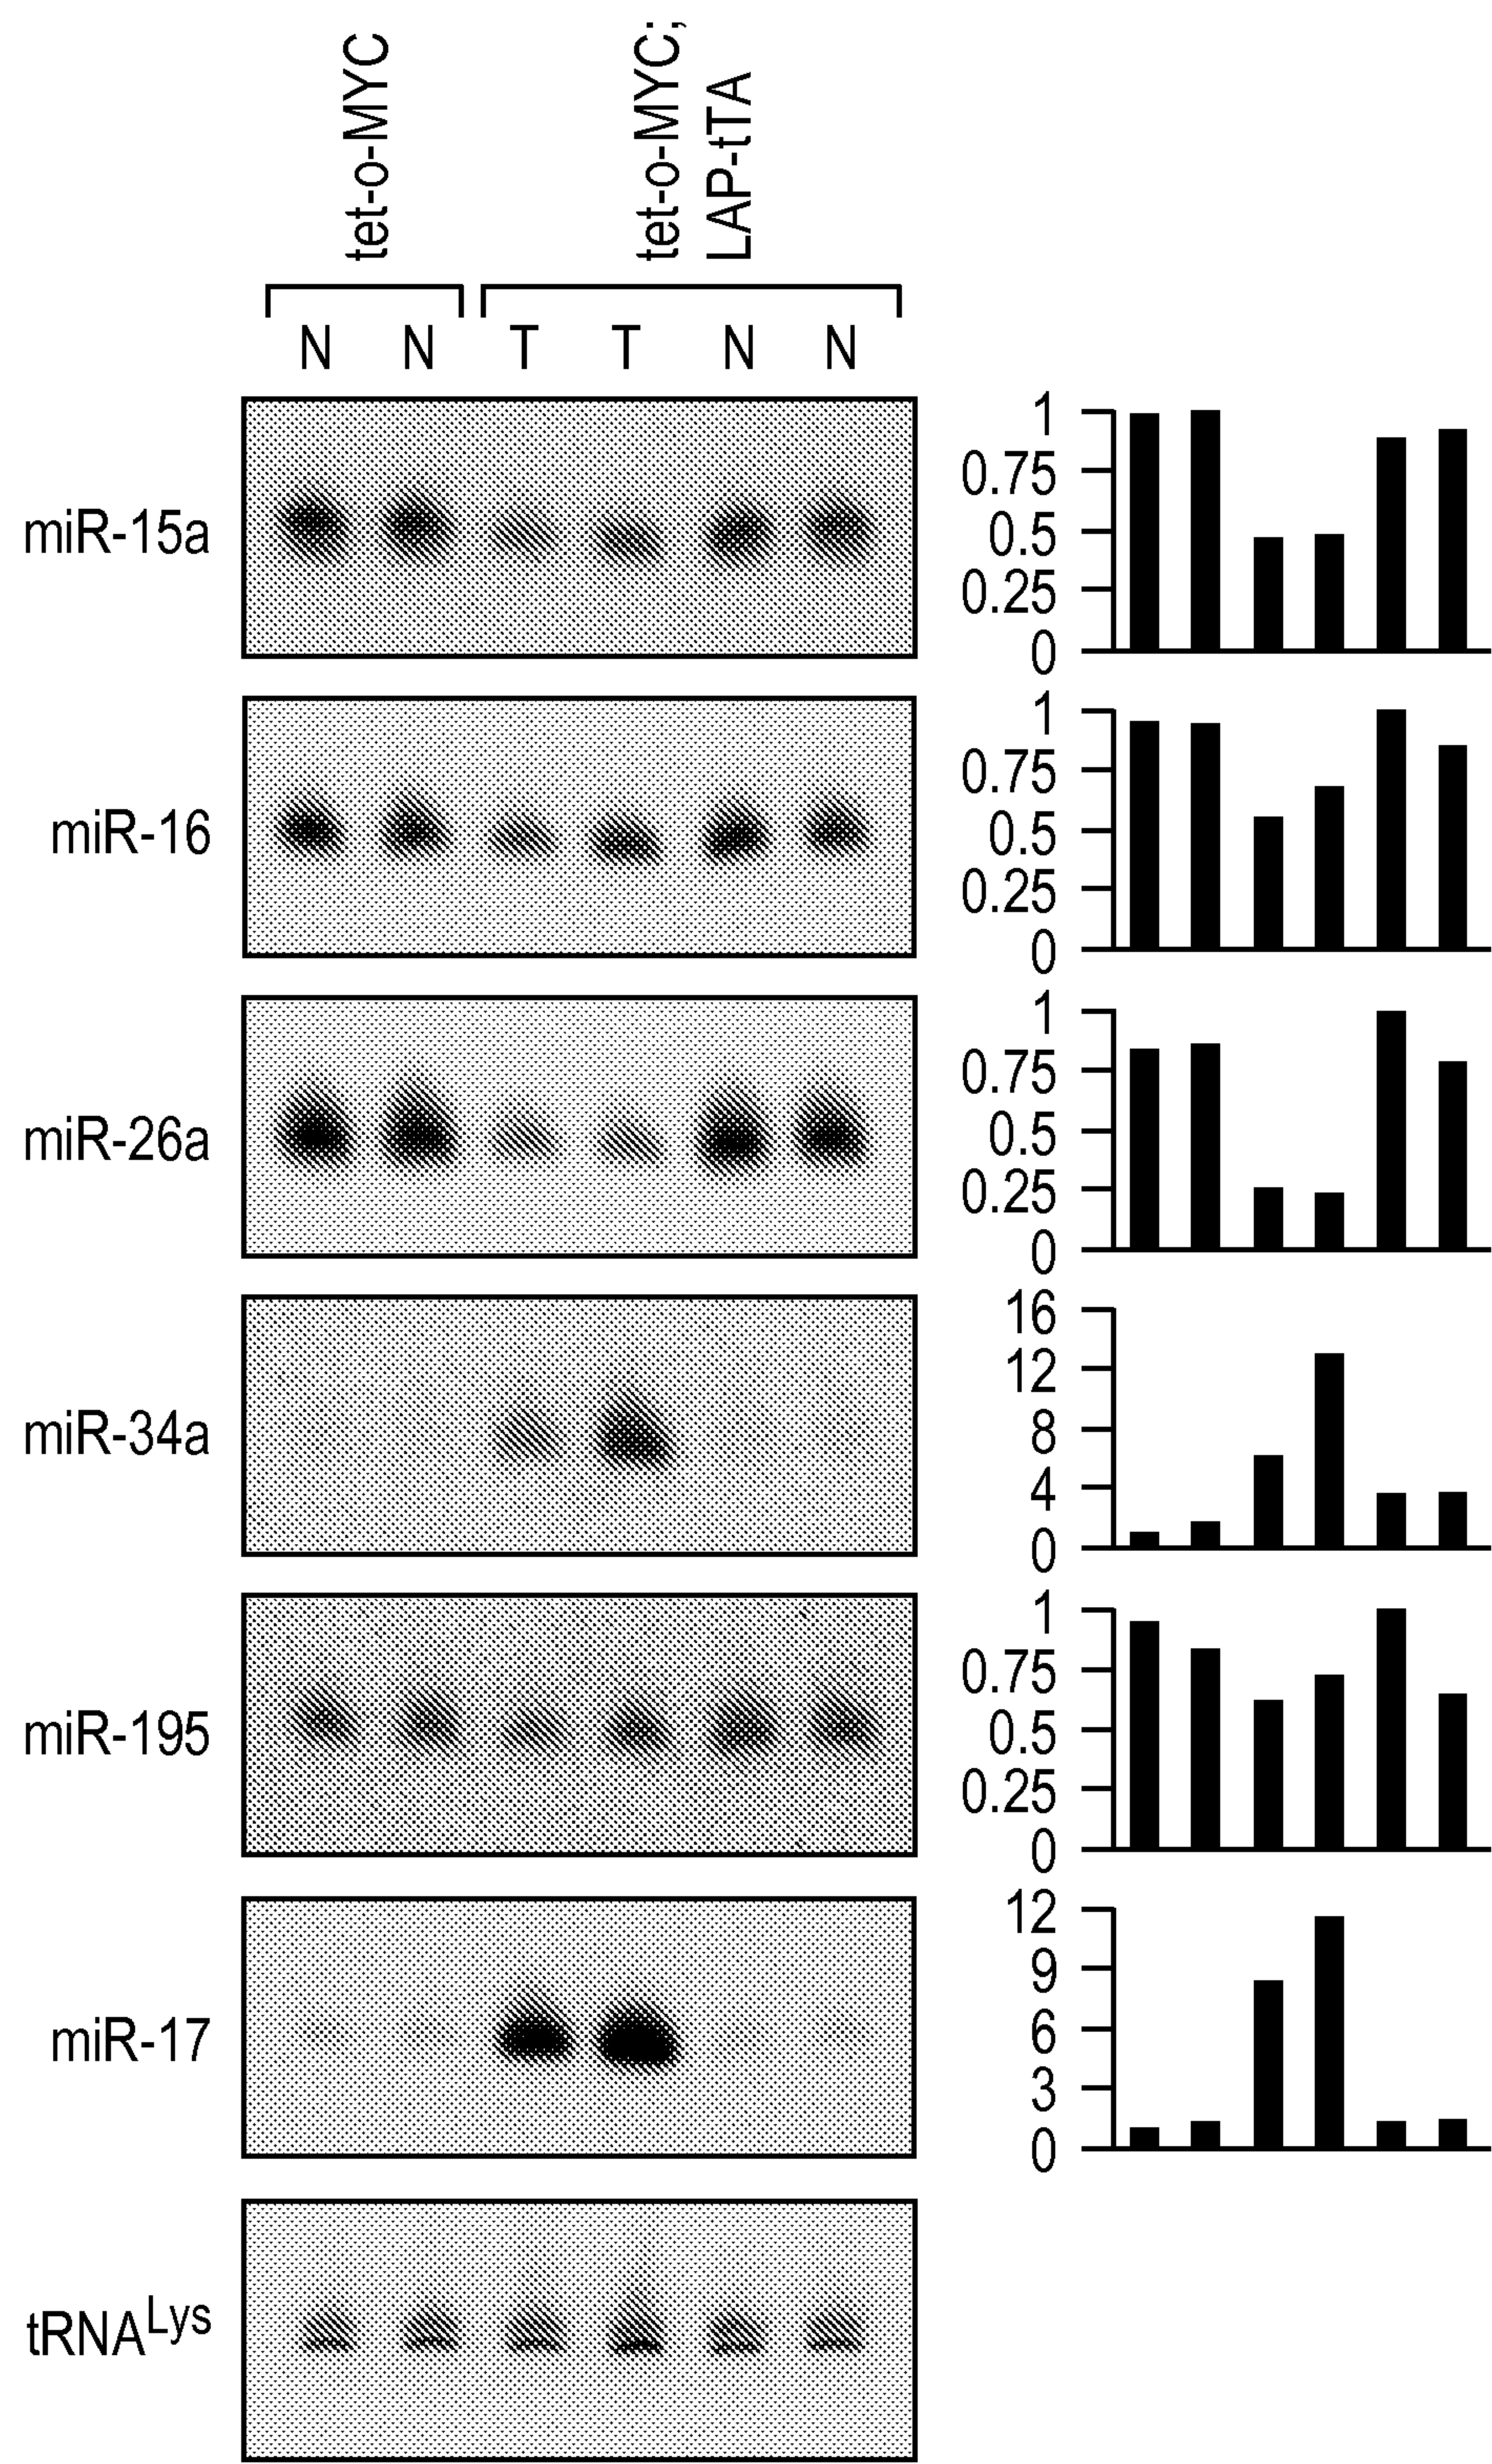 tet-o-MYC
tet-o-MYC;
LAP-tTA
N N T T N N
miR-15a
1
0.75
0.5
0.25
0
miR-16
1
0.75
0.5
0.25
0
miR-26a
1
0.75
0.5
0.25
0
miR-34a
16
12
8
4
0
miR-195
1
0.75
0.5
0.25
0
miR-17
12
9
6
3
0
tRNALys